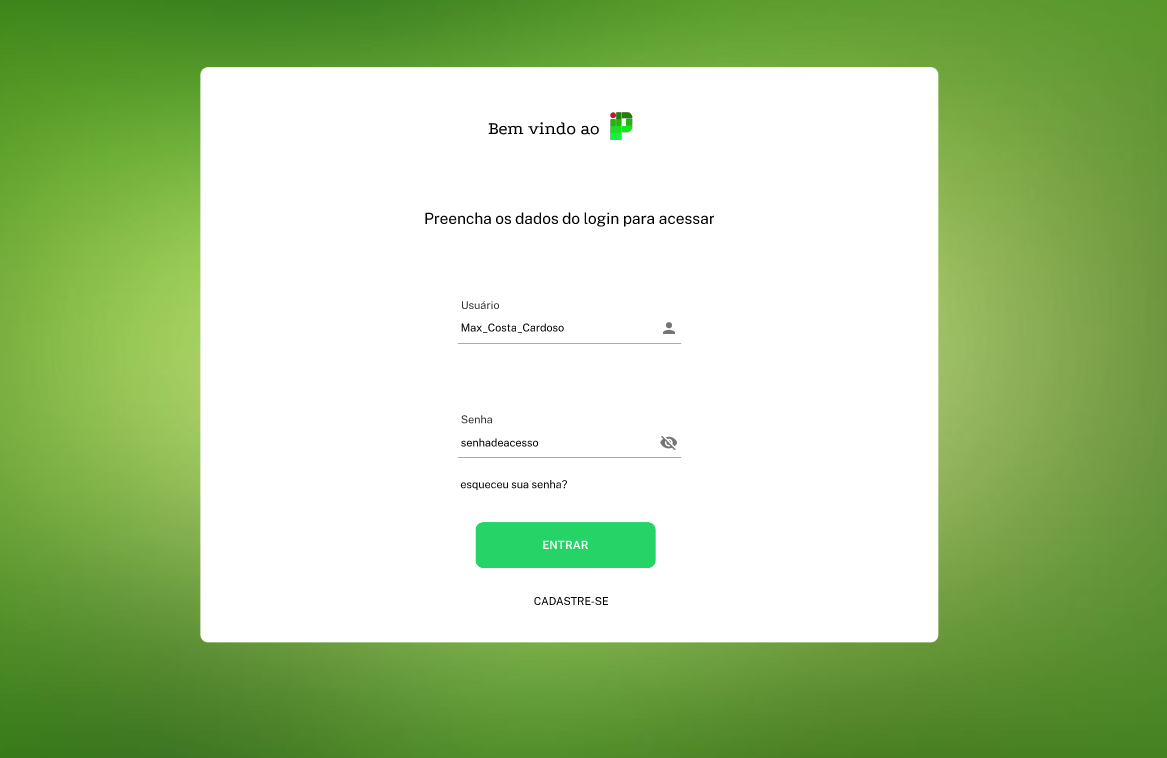 Bem vindo ao iP
Preencha os dados do login para acessar
Usuário
Max_Costa_Cardoso
Senha
senhadeacesso
esqueceu sua senha?
ENTRAR
CADASTRE-SE